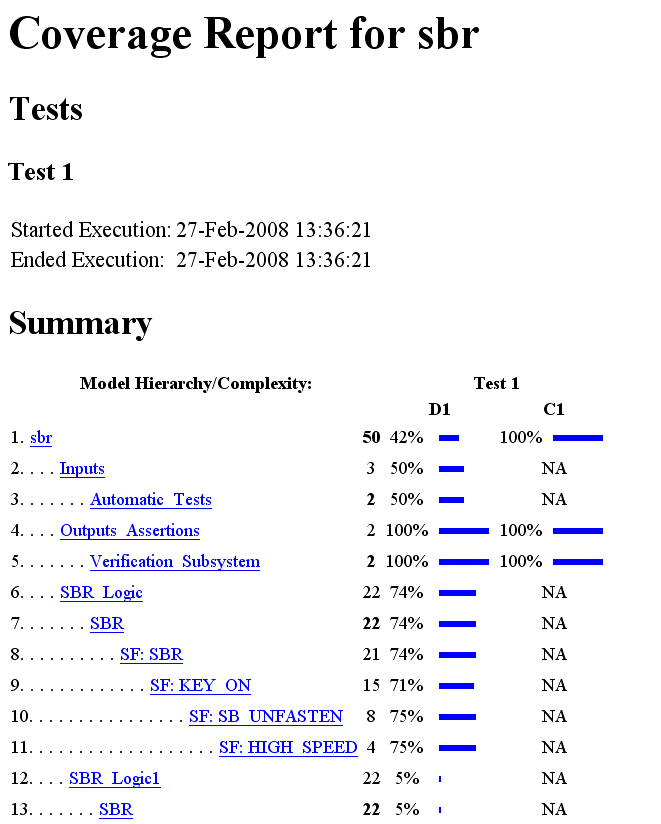 Coverage Report for sbr
Tests
Test 1
Started Execution: 27-Feb-2008 13:36:21
Ended Execution: 27-Feb-2008 13:36:21
Summary
Model Hierarchy/Complexity: Test 1
D1 C1
1. sbr 50 42% 100%
2. . . . Inputs 3 50% NA
3. . . . . . . Automatic_Tests 2 50% NA
4. . . . Outputs_Assertions 2 100% 100%
5. . . . . . . Verification_Subsystem 2 100% 100%
6. . . . SBR_Logic 22 74% NA
7. . . . . . . SBR 22 74% NA
8. . . . . . . . . . SF: SBR 21 74% NA
9. . . . . . . . . . . . . SF: KEY_ON 15 71% NA
10. . . . . . . . . . . . . . . . SF: SB_UNFASTEN 8 75% NA
11. . . . . . . . . . . . . . . . . . . SF: HIGH_SPEED 4 75% NA
12. . . . SBR_Logic1 22 5% NA
13. . . . . . . SBR 22 5% NA